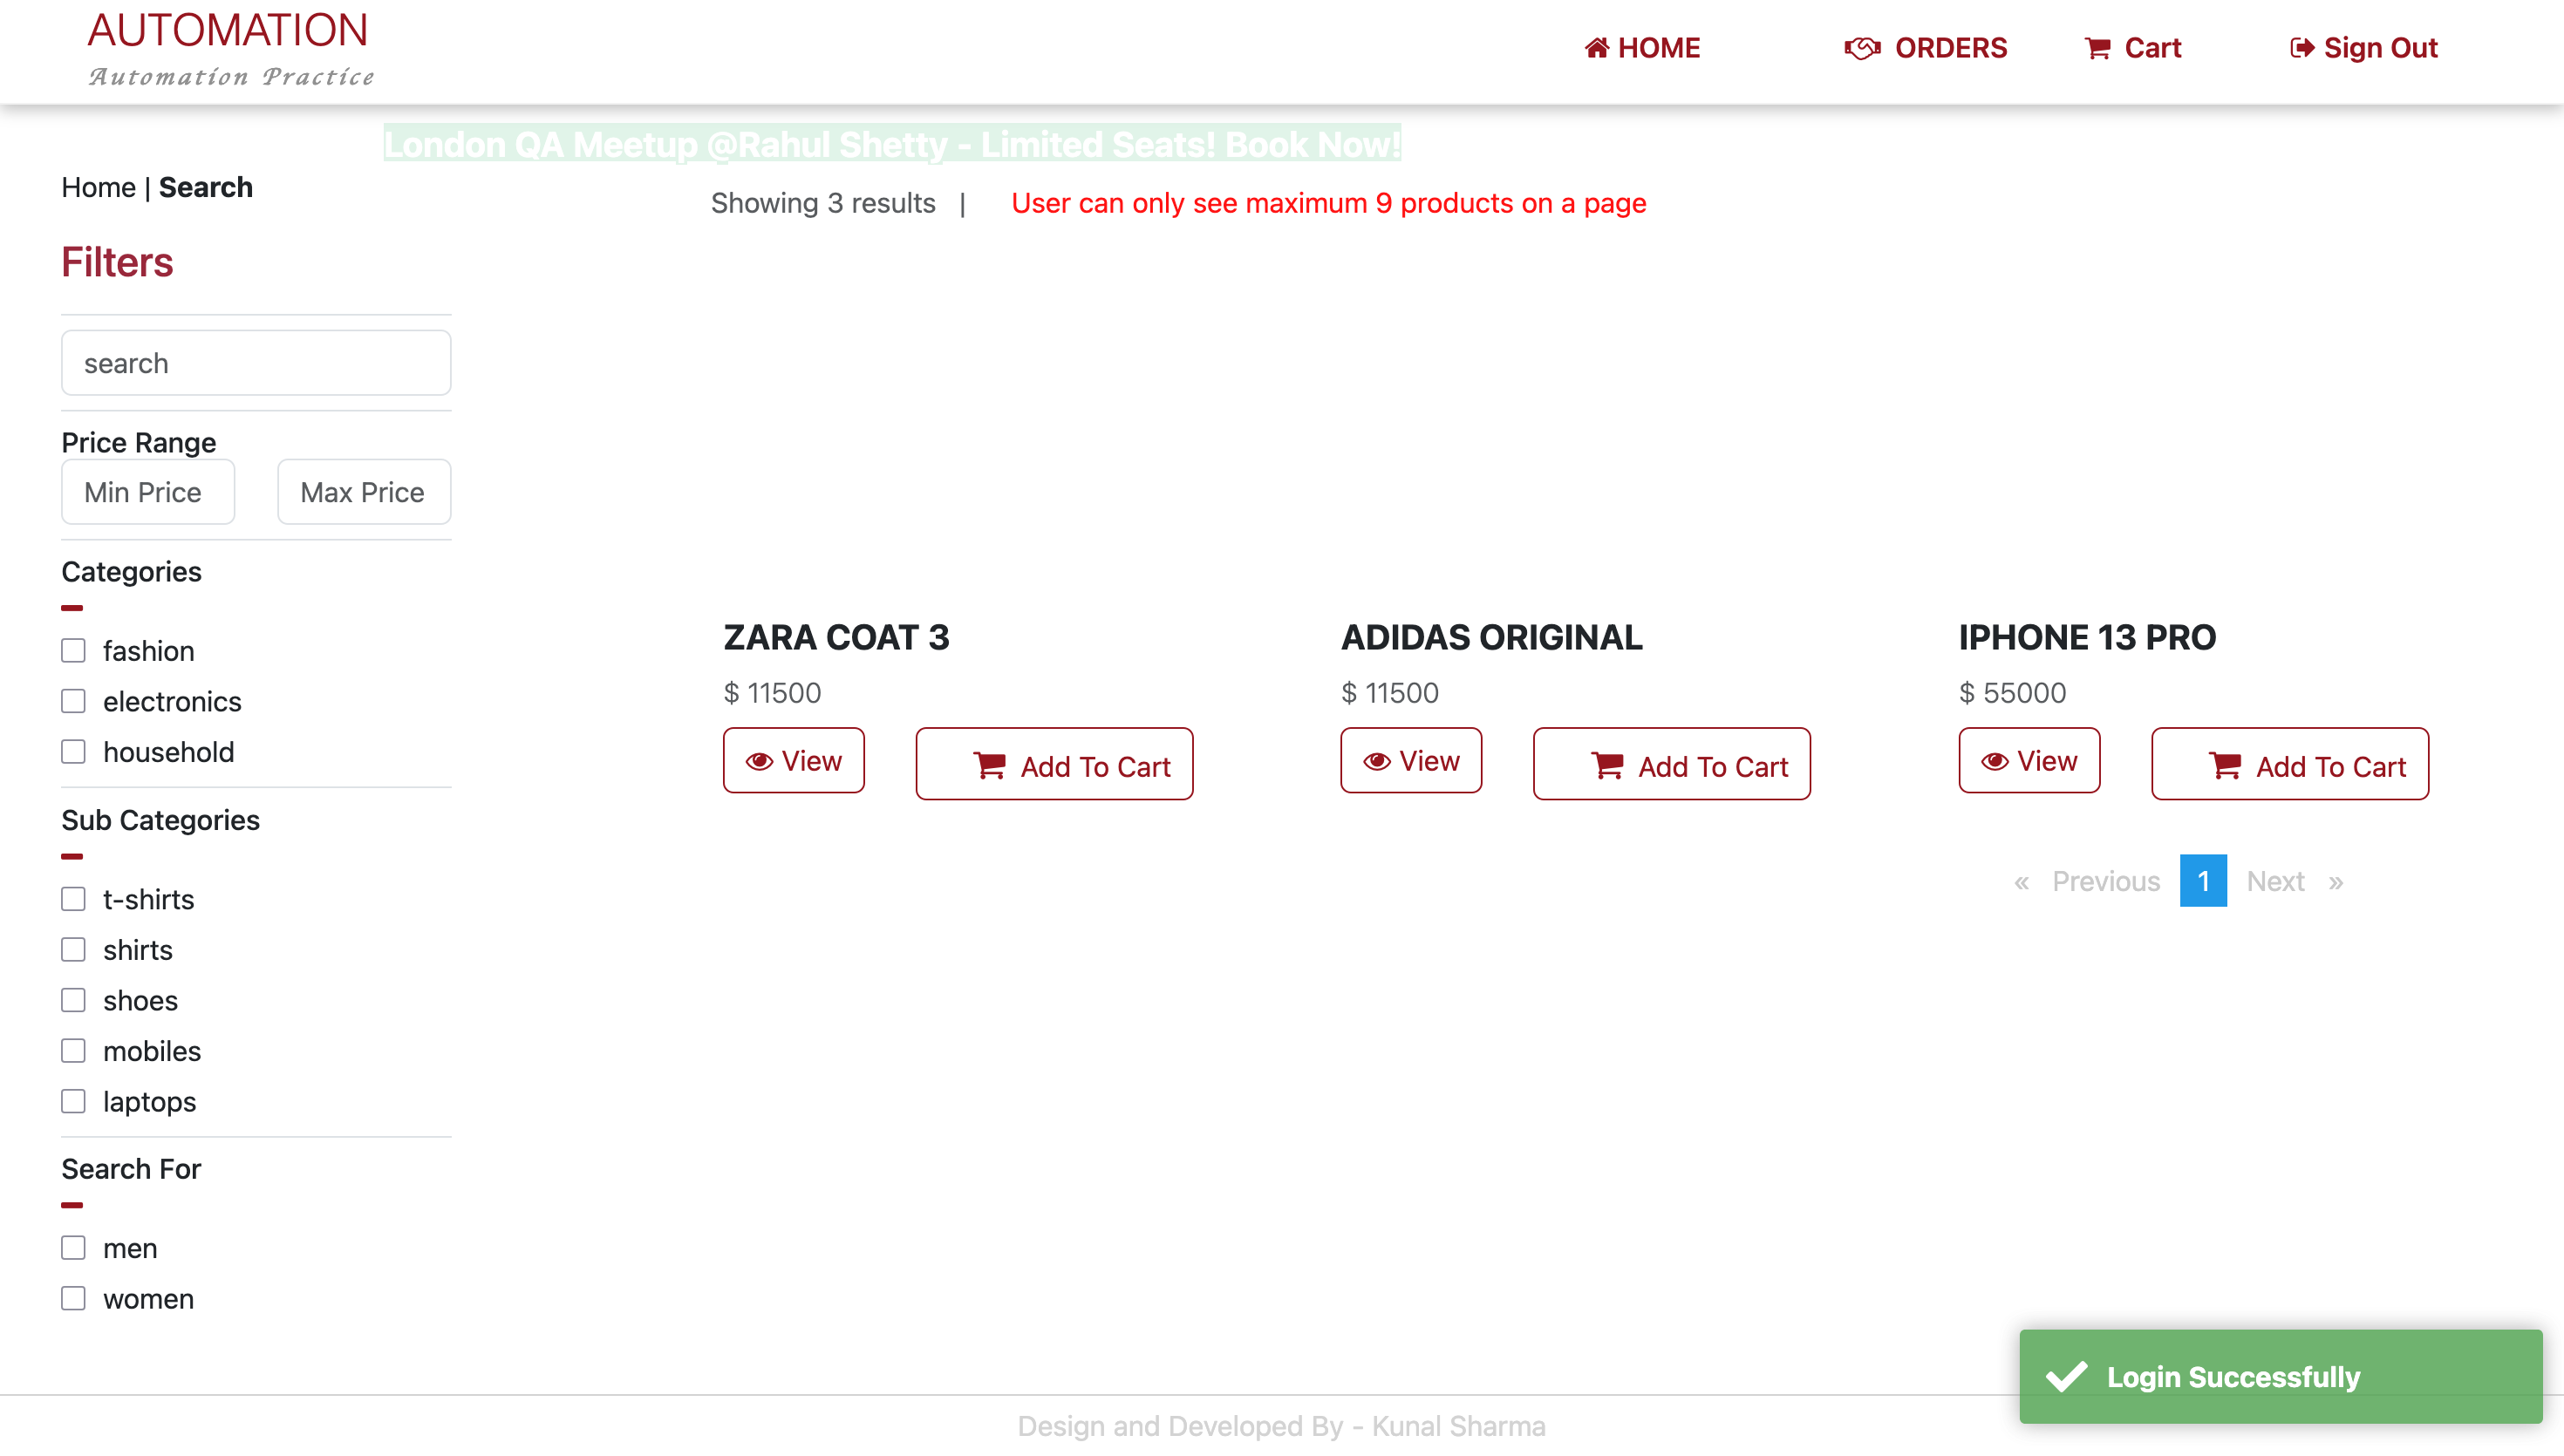 AUTOMATION
Automation Practice
HOME
ORDERS
Cart
Sign Out
London QA Meetup @Rahul Shetty - Limited Seats! Book Now!
Home | Search
Showing 3 results |
User can only see maximum 9 products on a page
Filters
search
Price Range
Min Price
Max Price
Categories
fashion
electronics
household
Sub Categories
t-shirts
shirts
shoes
mobiles
laptops
Search For
men
women
ZARA COAT 3
$ 11500
View
Add To Cart
ADIDAS ORIGINAL
$ 11500
View
Add To Cart
IPHONE 13 PRO
$ 55000
View
Add To Cart
« Previous 1 Next »
Login Successfully
Design and Developed By - Kunal Sharma